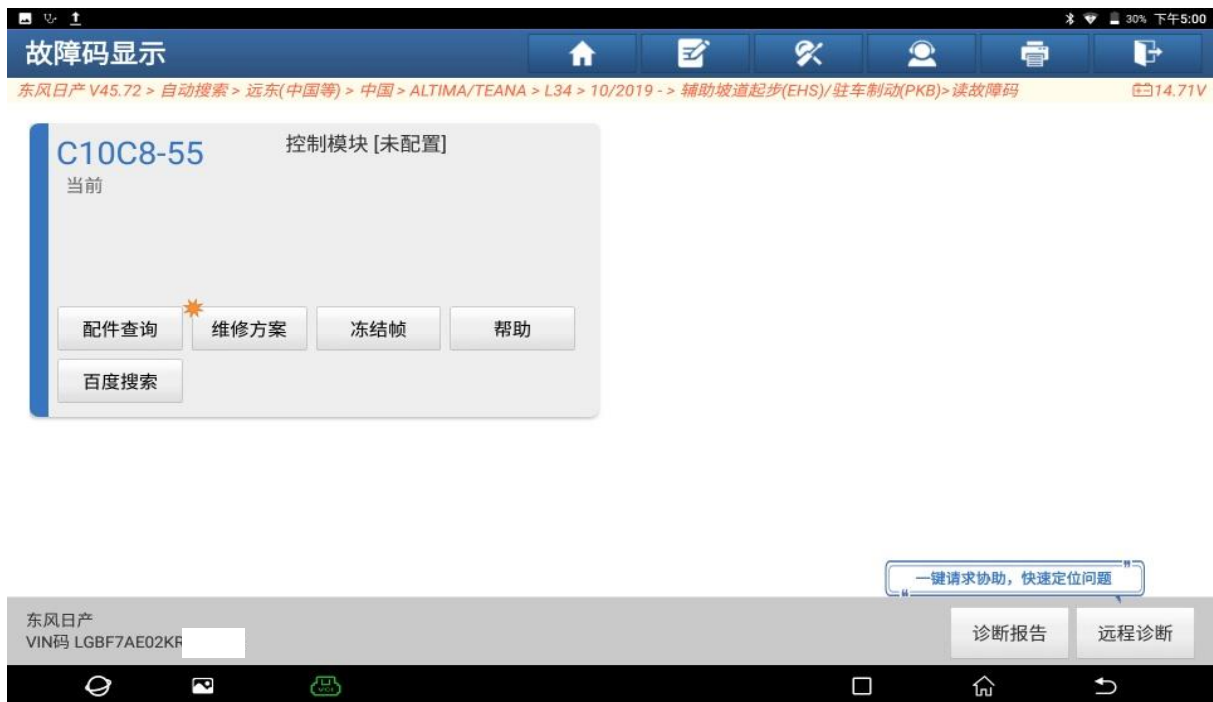 30% 下午5:00
故障码显示
东风日产 V45.72 > 自动搜索 > 远东(中国等) > 中国 > ALTIMA/TEANA > L34 > 10/2019 - > 辅助坡道起步(EHS)/驻车制动(PKB)> 读故障码 14.71V
C10C8-55 控制模块 [未配置]
当前
配件查询 维修方案 冻结帧 帮助
百度搜索
一键请求协助，快速定位问题
东风日产
VIN码 LGBF7AE02KR
诊断报告 远程诊断
VCI